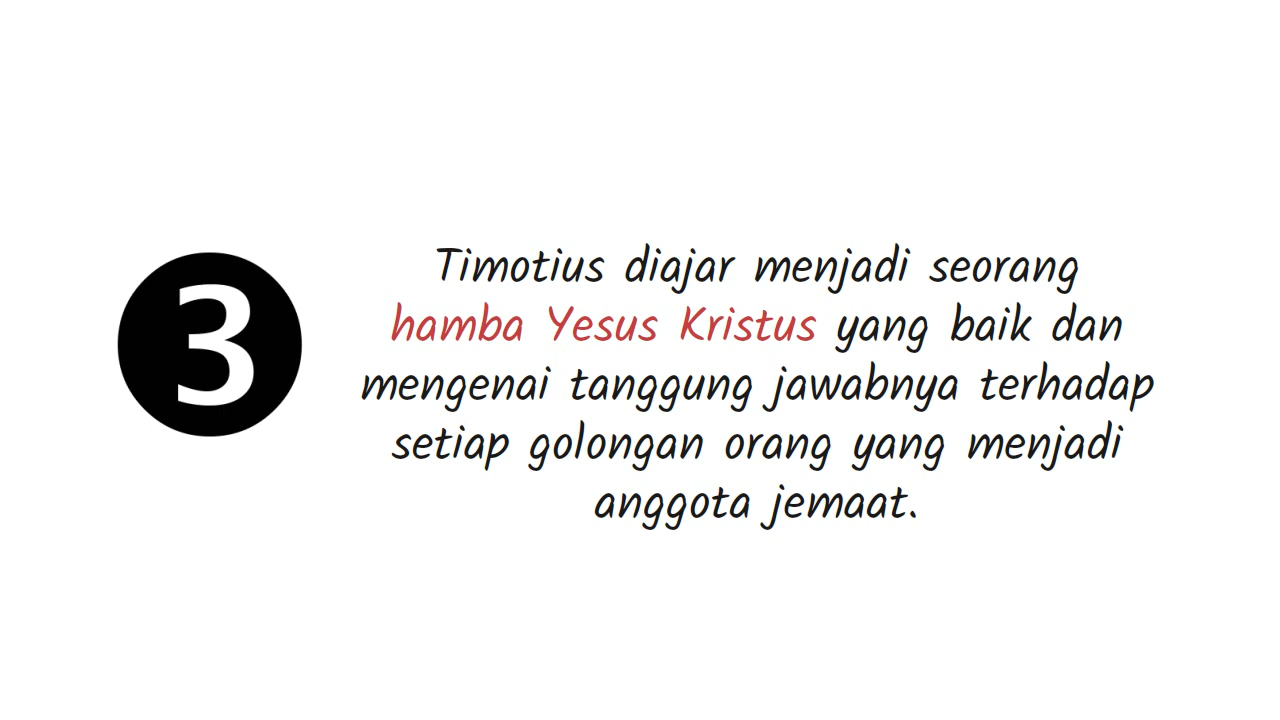 3
Timotius diajar menjadi seorang
hamba Yesus Kristus yang baik dan
mengenai tanggung jawabnya terhadap
setiap golongan orang yang menjadi
anggota jemaat.